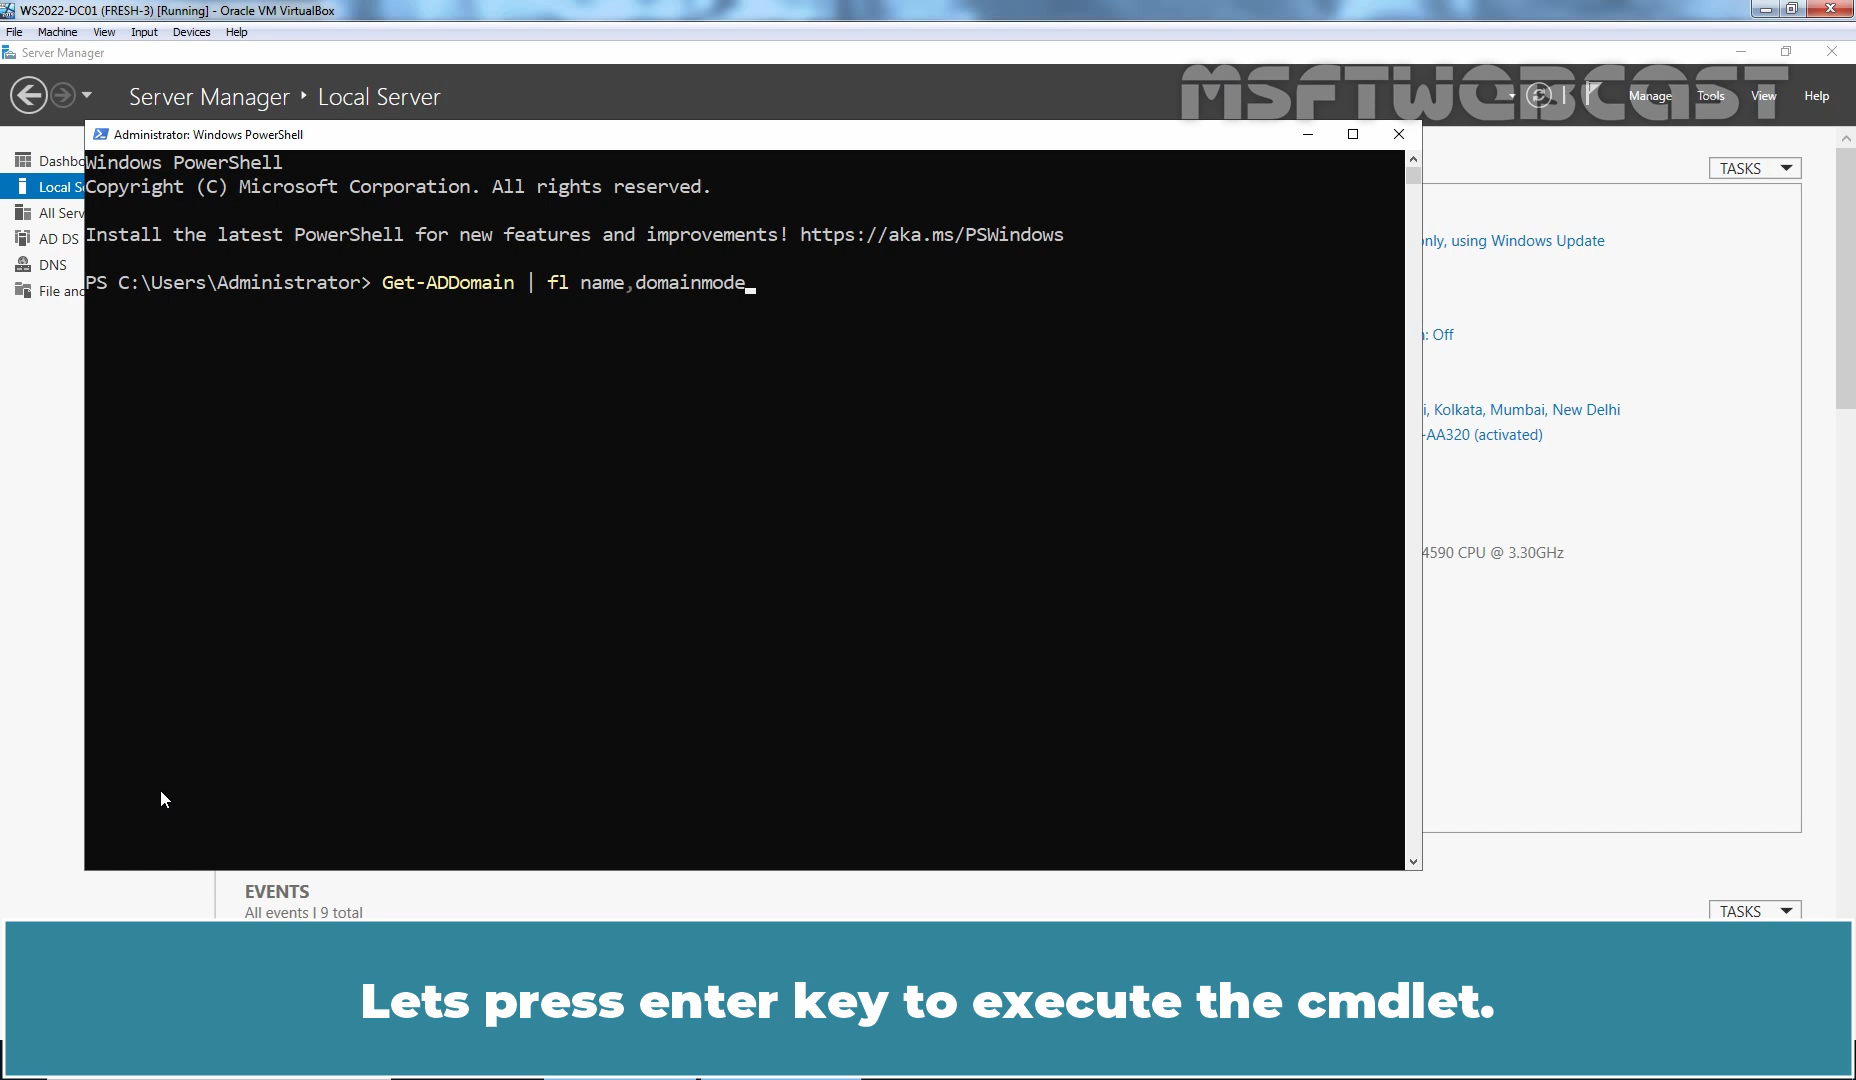 WS2022-DC01 (FRESH-3) [Running] - Oracle VM VirtualBox
File Machine View Input Devices Help
Server Manager
Server Manager ‣ Local Server
MSFTWEBCAST
Manage Tools View Help
Administrator: Windows PowerShell
Windows PowerShell
Copyright (C) Microsoft Corporation. All rights reserved.
Install the latest PowerShell for new features and improvements! https://aka.ms/PSWindows
PS C:\Users\Administrator> Get-ADDomain | fl name,domainmode
Dashbo
Local Se
All Serv
AD DS
DNS
File and
TASKS
only, using Windows Update
: Off
i, Kolkata, Mumbai, New Delhi
-AA320 (activated)
4590 CPU @ 3.30GHz
EVENTS
All events | 9 total
TASKS
Lets press enter key to execute the cmdlet.